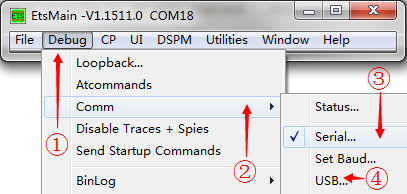 ETS EtsMain -V1.1511.0 COM18
File Debug CP UI DSPM Utilities Window Help
Loopback...
Atcommands
Comm
Disable Traces + Spies
Send Startup Commands
BinLog
Status...
Serial...
Set Baud...
USB...
①
②
③
④